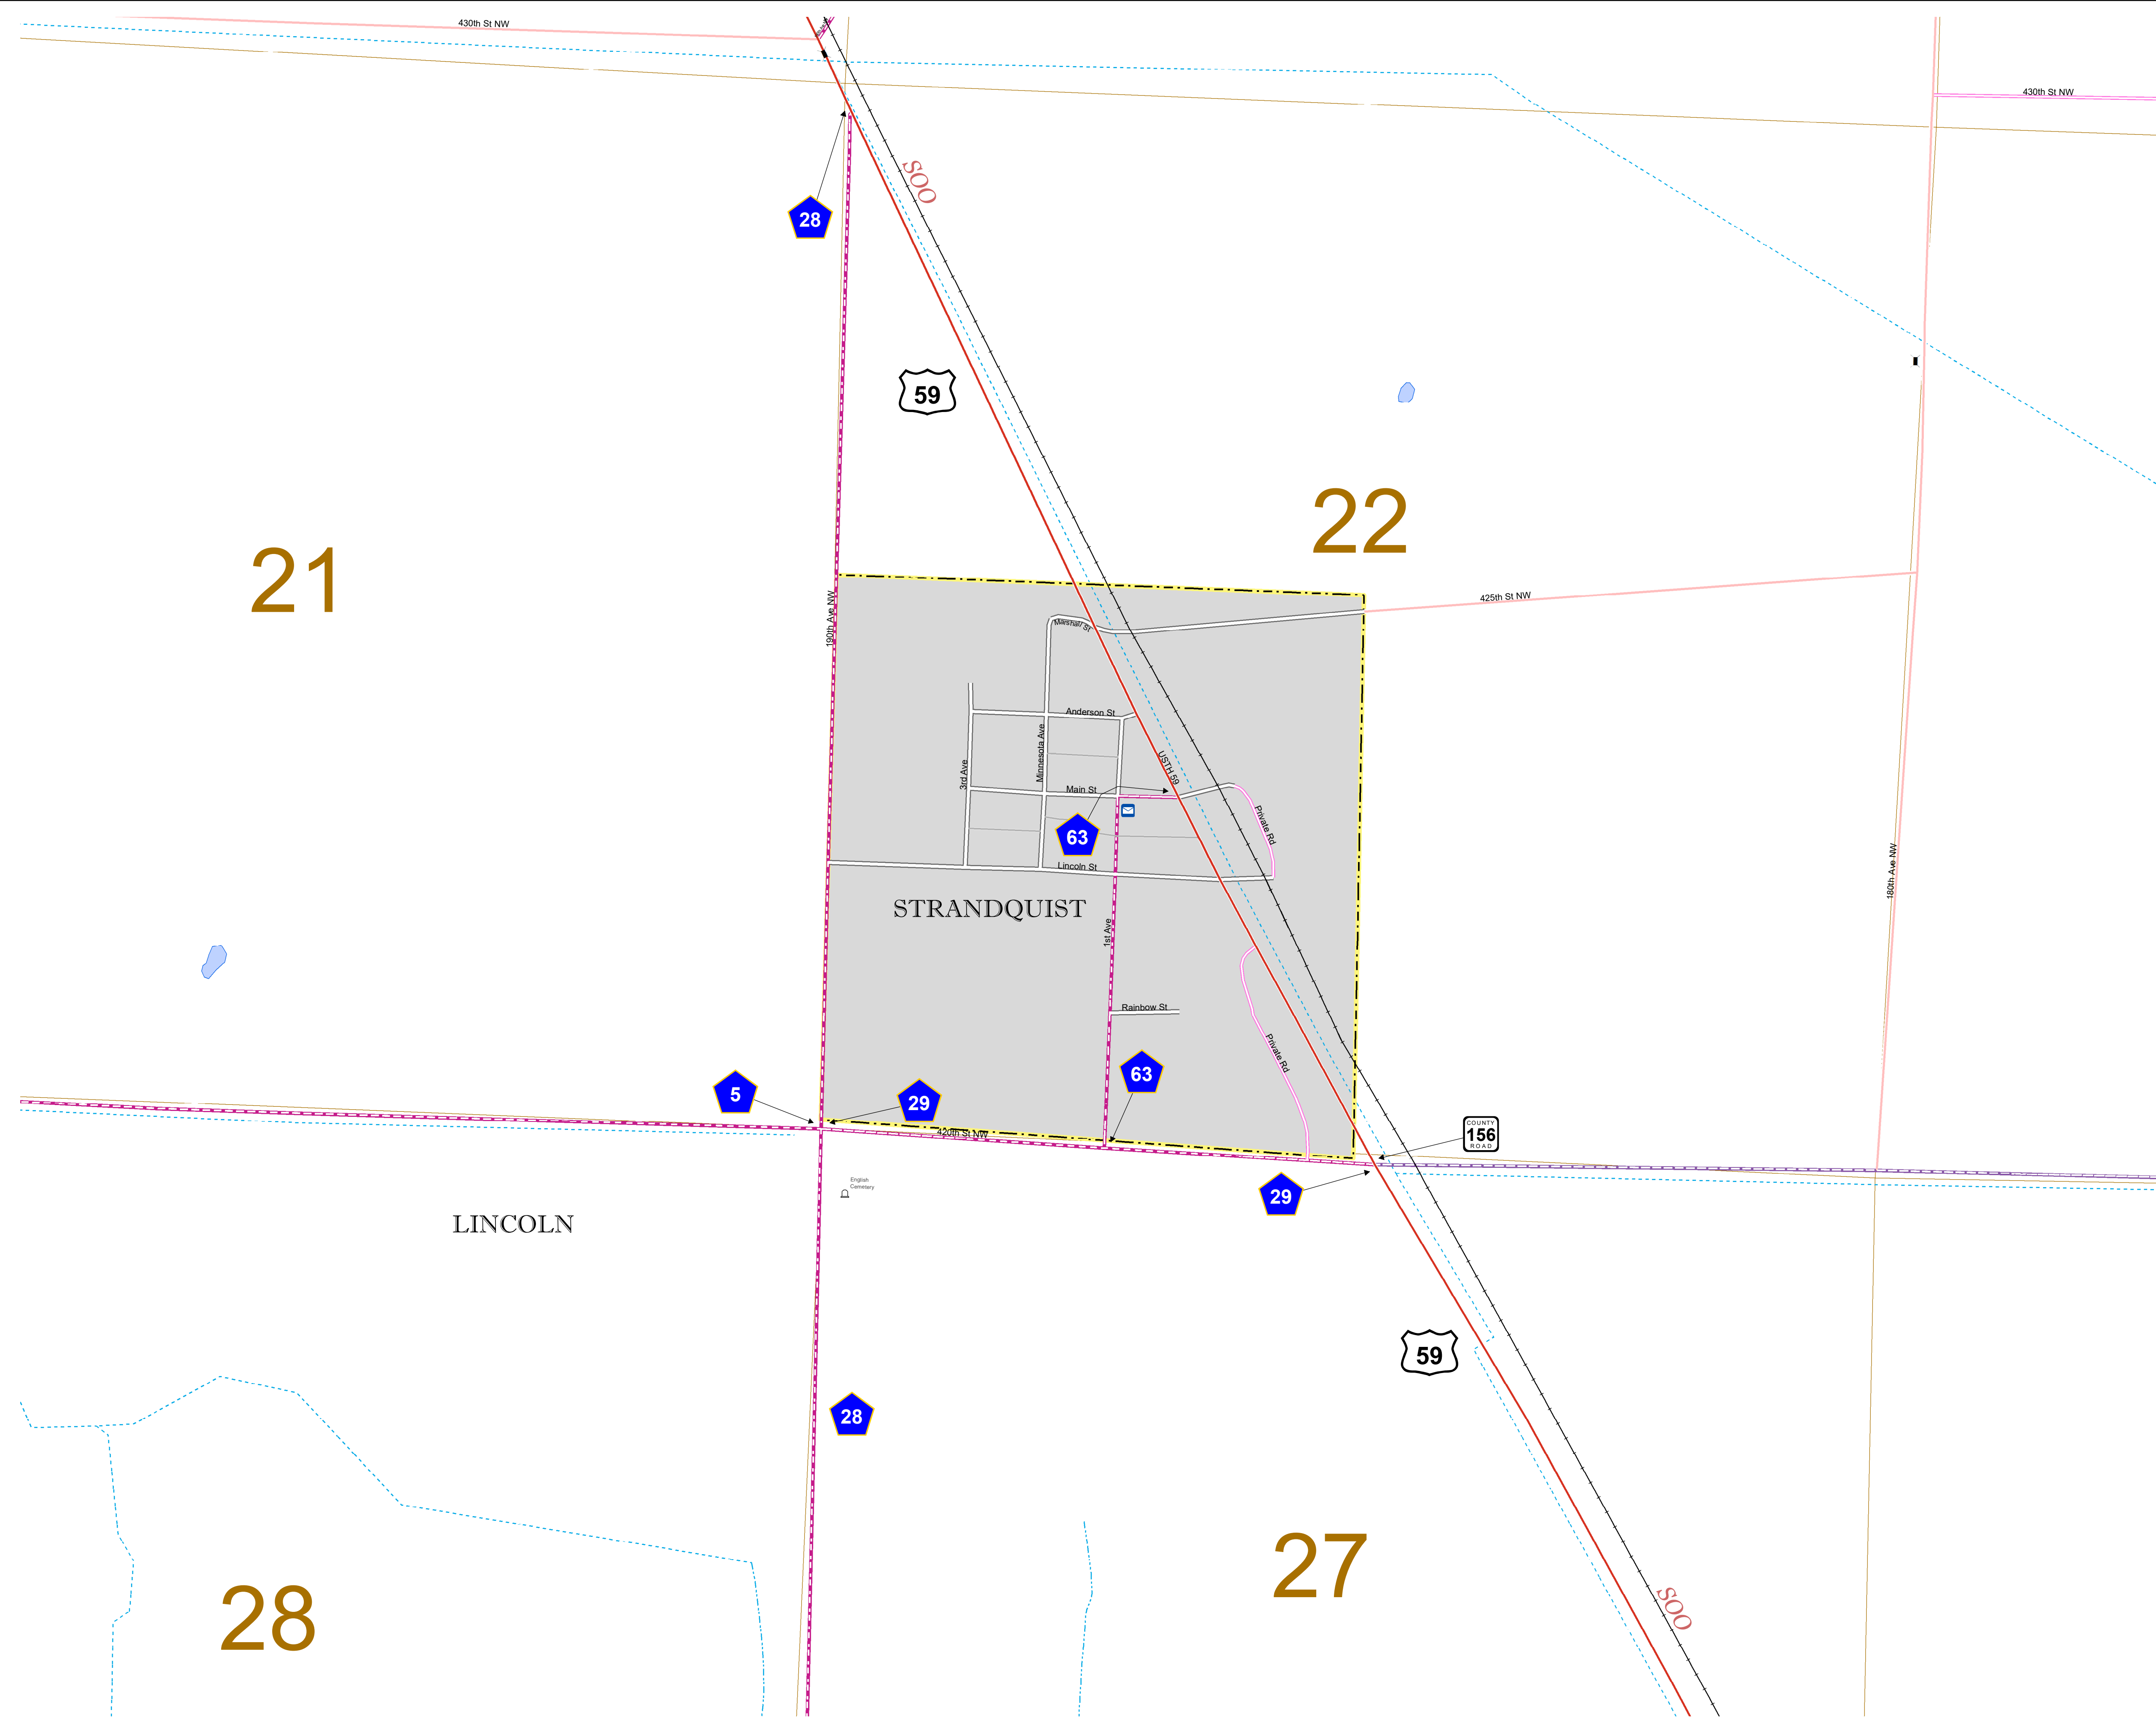 430th St NW
430th St NW
SOO
28
59
22
21
425th St NW
190th Ave NW
Marshall St
Anderson St
Minnesota Ave
USTH 59
3rd Ave
Main St
63
Private Rd
Lincoln St
180th Ave NW
STRANDQUIST
1st Ave
Rainbow St
Private Rd
63
5
29
420th St NW
COUNTY
156
ROAD
English
Cemetery
29
LINCOLN
59
28
27
28
SOO